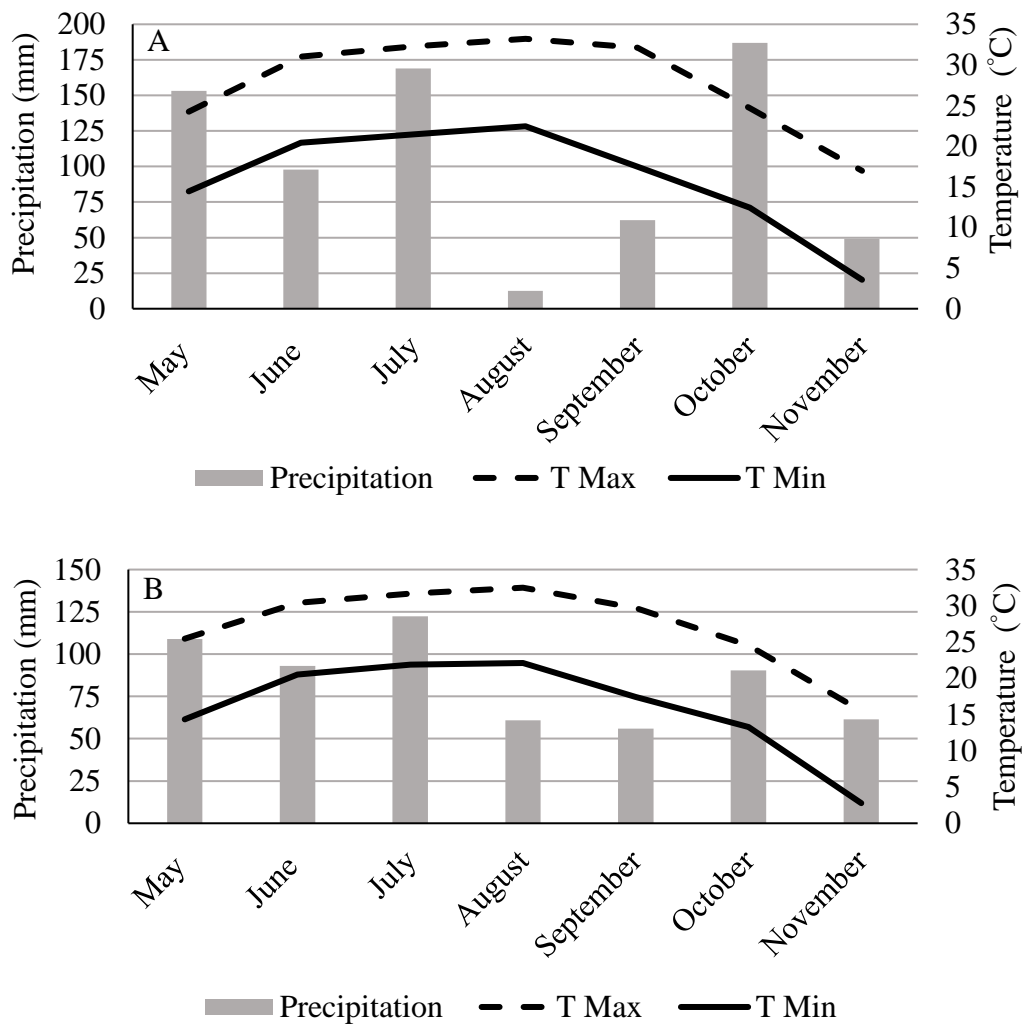 A
Precipitation (mm)
200
175
150
125
100
75
50
25
0
35
30
25
20
15
10
5
0
Temperature (°C)
May
June
July
August
September
October
November
Precipitation T Max T Min
B
Precipitation (mm)
150
125
100
75
50
25
0
35
30
25
20
15
10
5
0
Temperature (°C)
May
June
July
August
September
October
November
Precipitation T Max T Min